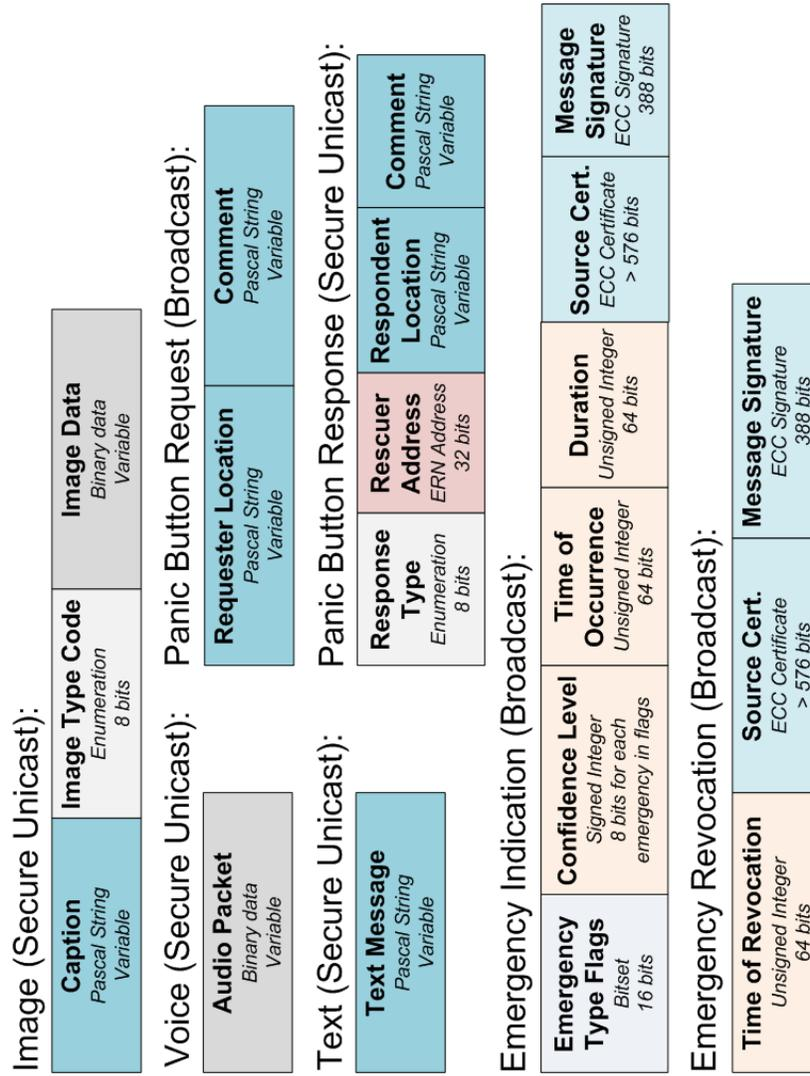 Image (Secure Unicast):
Caption
Pascal String
Variable
Image Type Code
Enumeration
8 bits
Image Data
Binary data
Variable
Voice (Secure Unicast):
Audio Packet
Binary data
Variable
Panic Button Request (Broadcast):
Requester Location
Pascal String
Variable
Comment
Pascal String
Variable
Text (Secure Unicast):
Text Message
Pascal String
Variable
Panic Button Response (Secure Unicast):
Response
Type
Enumeration
8 bits
Rescuer
Address
ERN Address
32 bits
Respondent
Location
Pascal String
Variable
Comment
Pascal String
Variable
Emergency Indication (Broadcast):
Emergency
Type Flags
Bitset
16 bits
Confidence Level
Signed Integer
8 bits for each
emergency in flags
Time of
Occurrence
Unsigned Integer
64 bits
Duration
Unsigned Integer
64 bits
Source Cert.
ECC Certificate
> 576 bits
Message
Signature
ECC Signature
388 bits
Emergency Revocation (Broadcast):
Time of Revocation
Unsigned Integer
64 bits
Source Cert.
ECC Certificate
> 576 bits
Message Signature
ECC Signature
388 bits